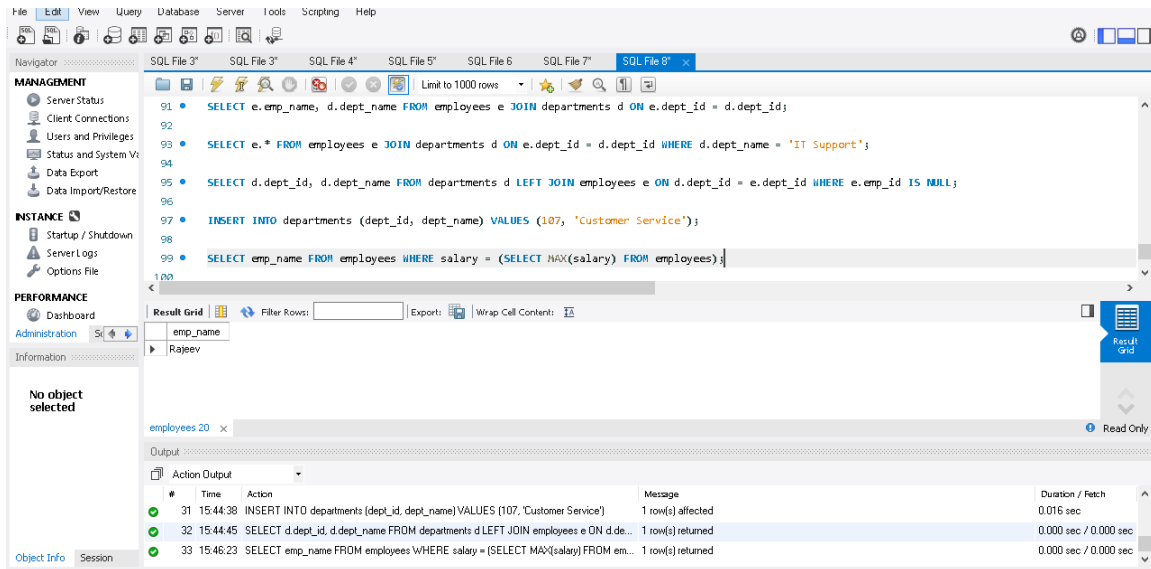 File Edit View Query Database Server Tools Scripting Help
Navigator
SQL File 3* SQL File 3* SQL File 4* SQL File 5* SQL File 6 SQL File 7* SQL File 8* ×
MANAGEMENT
Server Status
Client Connections
Users and Privileges
Status and System Va
Data Export
Data Import/Restore
INSTANCE
Startup / Shutdown
Server Logs
Options File
PERFORMANCE
Dashboard
Administration Sc
Information
No object
selected
Object Info Session
Limit to 1000 rows
91 SELECT e.emp_name, d.dept_name FROM employees e JOIN departments d ON e.dept_id = d.dept_id;
92
93 SELECT e.* FROM employees e JOIN departments d ON e.dept_id = d.dept_id WHERE d.dept_name = 'IT Support';
94
95 SELECT d.dept_id, d.dept_name FROM departments d LEFT JOIN employees e ON d.dept_id = e.dept_id WHERE e.emp_id IS NULL;
96
97 INSERT INTO departments (dept_id, dept_name) VALUES (107, 'Customer Service');
98
99 SELECT emp_name FROM employees WHERE salary = (SELECT MAX(salary) FROM employees);
100
Result Grid Filter Rows: Export: Wrap Cell Content:
emp_name
Rajeev
Result
Grid
employees 20 × Read Only
Output
Action Output
# Time Action Message Duration / Fetch
31 15:44:38 INSERT INTO departments (dept_id, dept_name) VALUES (107, 'Customer Service') 1 row(s) affected 0.016 sec
32 15:44:45 SELECT d.dept_id, d.dept_name FROM departments d LEFT JOIN employees e ON d.de... 1 row(s) returned 0.000 sec / 0.000 sec
33 15:46:23 SELECT emp_name FROM employees WHERE salary = (SELECT MAX(salary) FROM em... 1 row(s) returned 0.000 sec / 0.000 sec